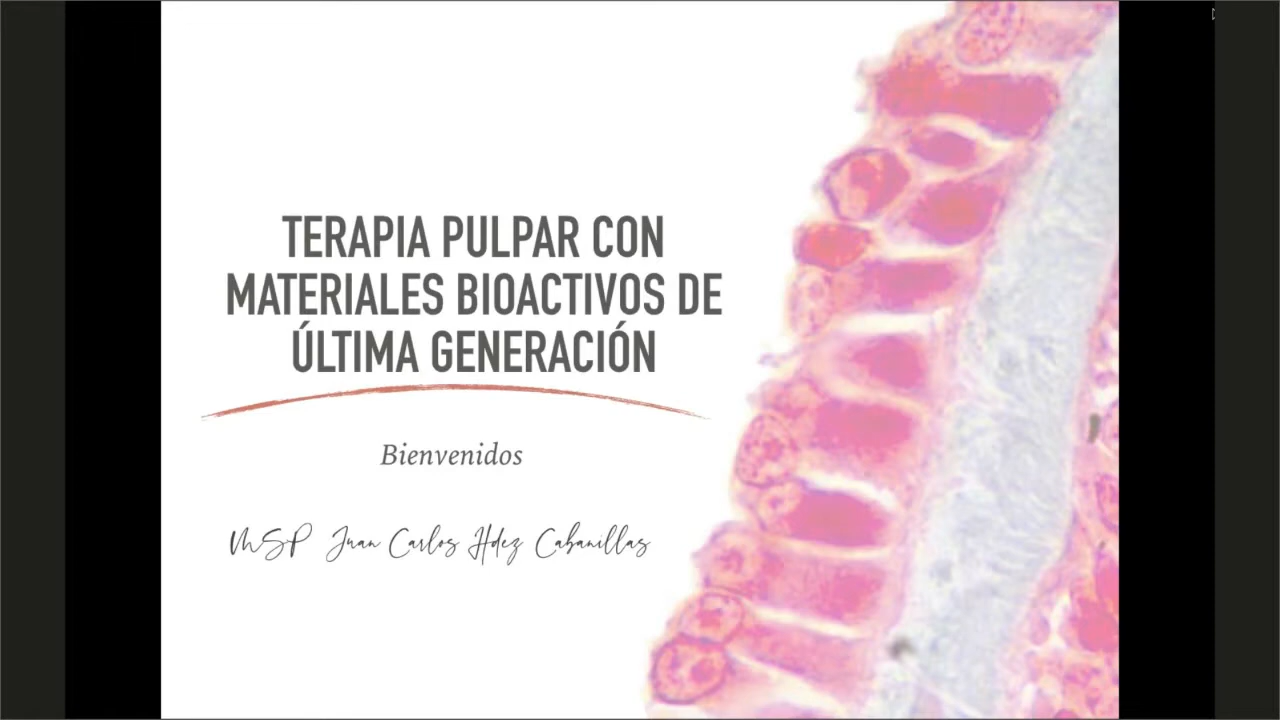 TERAPIA PULPAR CON
MATERIALES BIOACTIVOS DE
ÚLTIMA GENERACIÓN
Bienvenidos
MSP Juan Carlos Hdez Cabanillas